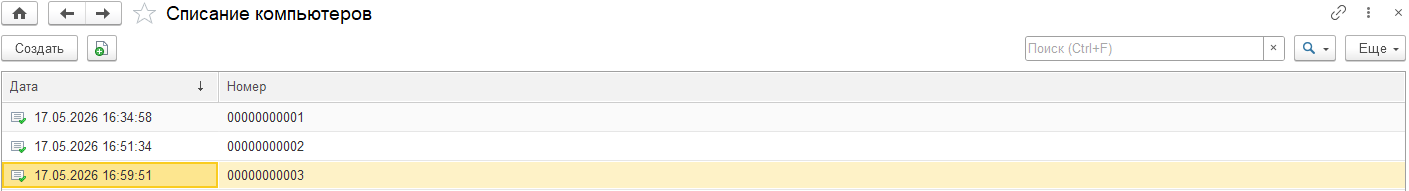 Списание компьютеров
Создать Поиск (Ctrl+F) × Еще
Дата ↓ Номер
17.05.2026 16:34:58 00000000001
17.05.2026 16:51:34 00000000002
17.05.2026 16:59:51 00000000003